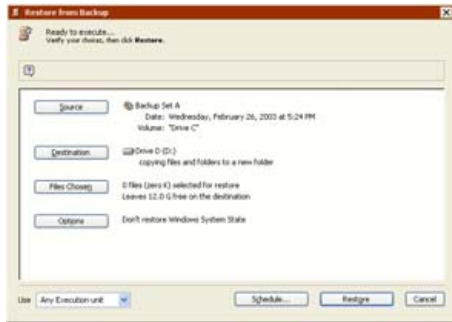 Restore from Backup
Ready to execute...
Verify your choices, then click Restore.
Source
Backup Set A
Date: Wednesday, February 26, 2003 at 5:24 PM
Volume: "Drive C"
Destination
Drive D (D:)
copying files and folders to a new folder
Files Chosen
0 files (zero K) selected for restore
Leaves 12.0 G free on the destination
Options
Don't restore Windows System State
Use
Any Execution unit
Schedule...
Restore
Cancel